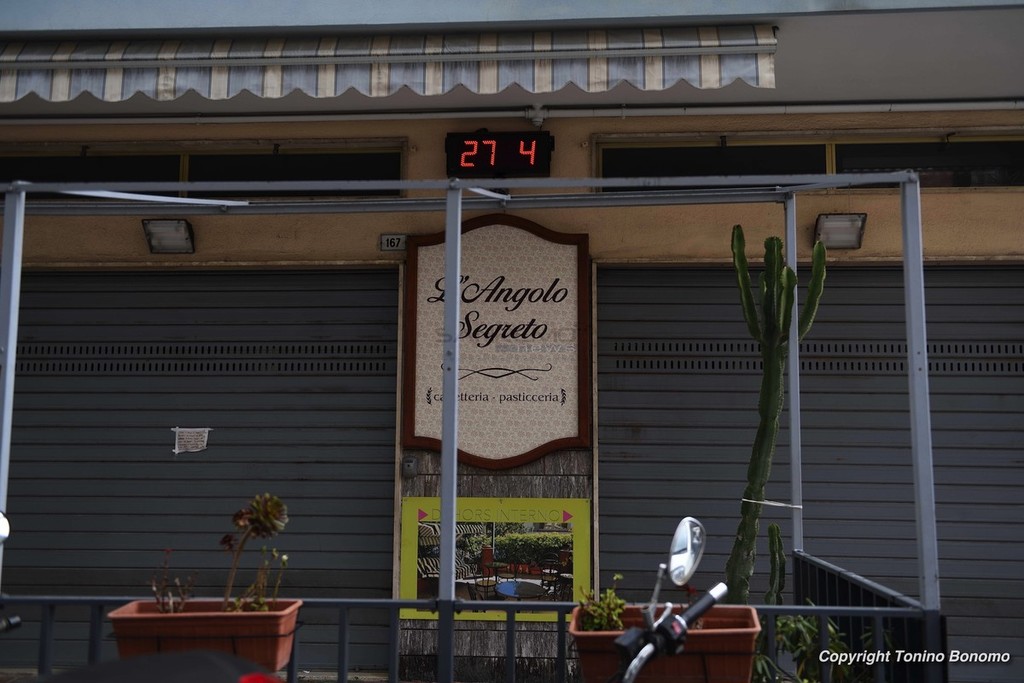 27 4
167
L'Angolo
Segreto
caffetteria - pasticceria
DEHORS INTERNO
Copyright Tonino Bonomo